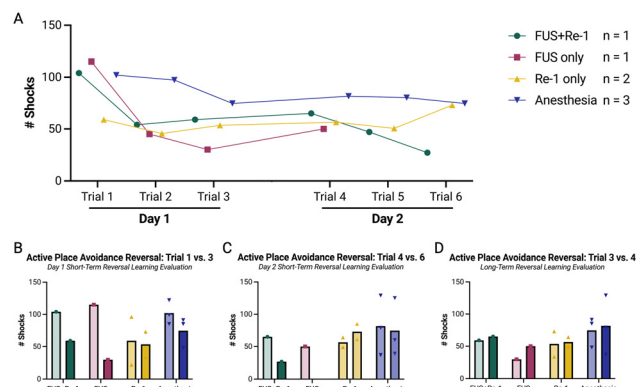 A
150
100
50
0
# Shocks
Trial 1
Trial 2
Trial 3
Trial 4
Trial 5
Trial 6
Day 1
Day 2
FUS+Re-1 n = 1
FUS only n = 1
Re-1 only n = 2
Anesthesia n = 3
B
Active Place Avoidance Reversal: Trial 1 vs. 3
Day 1 Short-Term Reversal Learning Evaluation
150
100
50
0
# Shocks
C
Active Place Avoidance Reversal: Trial 4 vs. 6
Day 2 Short-Term Reversal Learning Evaluation
150
100
50
0
# Shocks
D
Active Place Avoidance Reversal: Trial 3 vs. 4
Long-Term Reversal Learning Evaluation
150
100
50
0
# Shocks